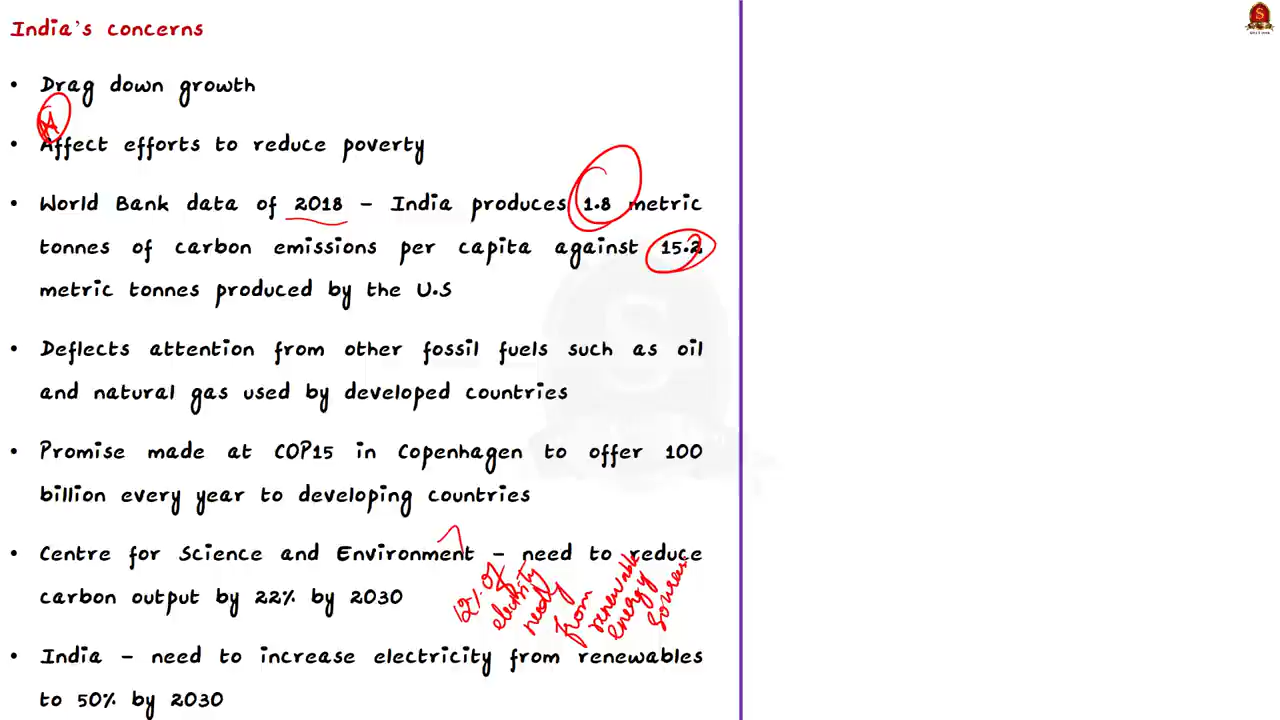 India's concerns
• Drag down growth
• Affect efforts to reduce poverty
• World Bank data of 2018 – India produces 1.8 metric
tonnes of carbon emissions per capita against 15.2
metric tonnes produced by the U.S
• Deflects attention from other fossil fuels such as oil
and natural gas used by developed countries
• Promise made at COP15 in Copenhagen to offer 100
billion every year to developing countries
• Centre for Science and Environment – need to reduce
carbon output by 22% by 2030
12% of
electricity
needs
from
renewable
energy
sources
• India – need to increase electricity from renewables
to 50% by 2030